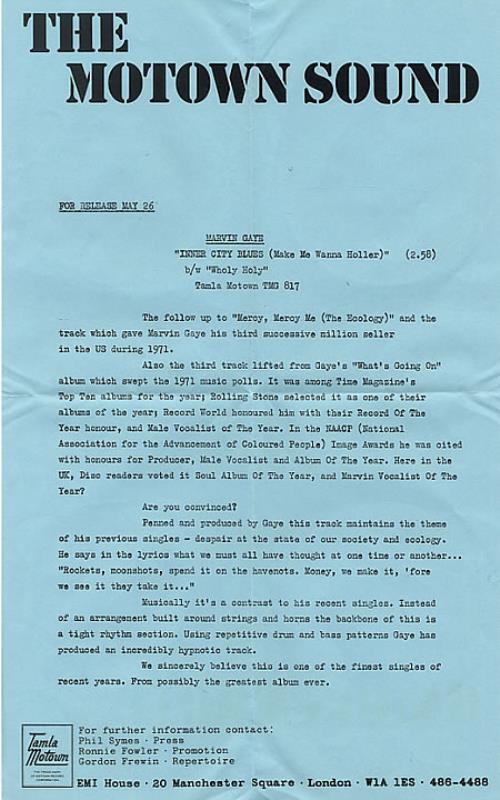 THE
MOTOWN SOUND
FOR RELEASE MAY 26
MARVIN GAYE
"INNER CITY BLUES (Make Me Wanna Holler)" (2.58)
b/w "Wholy Holy"
Tamla Motown TMG 817
The follow up to "Mercy, Mercy Me (The Ecology)" and the
track which gave Marvin Gaye his third successive million seller
in the US during 1971.
Also the third track lifted from Gaye's "What's Going On"
album which swept the 1971 music polls. It was among Time Magazine's
Top Ten albums for the year; Rolling Stone selected it as one of their
albums of the year; Record World honoured him with their Record Of The
Year honour, and Male Vocalist of The Year. In the NAACP (National
Association for the Advancement of Coloured People) Image Awards he was cited
with honours for Producer, Male Vocalist and Album Of The Year. Here in the
UK, Disc readers voted it Soul Album Of The Year, and Marvin Vocalist Of The
Year?
Are you convinced?
Penned and produced by Gaye this track maintains the theme
of his previous singles - despair at the state of our society and ecology.
He says in the lyrics what we must all have thought at one time or another...
"Rockets, moonshots, spend it on the havenots. Money, we make it, 'fore
we see it they take it..."
Musically it's a contrast to his recent singles. Instead
of an arrangement built around strings and horns the backbone of this is
a tight rhythm section. Using repetitive drum and bass patterns Gaye has
produced an incredibly hypnotic track.
We sincerely believe this is one of the finest singles of
recent years. From possibly the greatest album ever.
Tamla
Motown
For further information contact:
Phil Symes · Press
Ronnie Fowler · Promotion
Gordon Frewin · Repertoire
EMI House · 20 Manchester Square · London · W1A 1ES · 486-4488